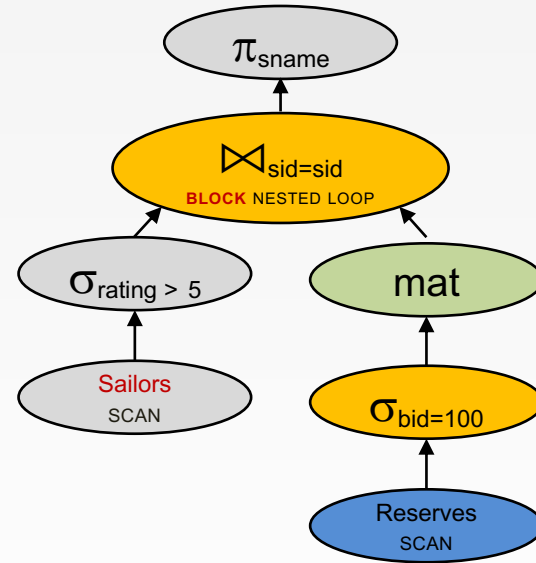 πsname
⋈sid=sid
BLOCK NESTED LOOP
σrating > 5
mat
Sailors
SCAN
σbid=100
Reserves
SCAN